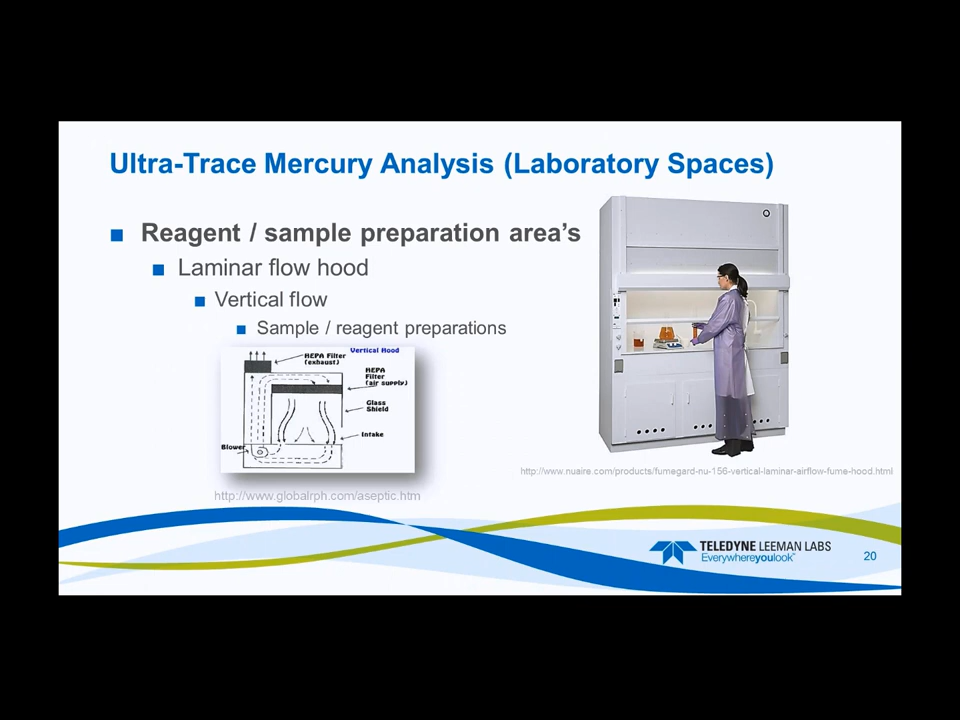 Ultra-Trace Mercury Analysis (Laboratory Spaces)
Reagent / sample preparation area's
Laminar flow hood
Vertical flow
Sample / reagent preparations
Vertical Hood
HEPA Filter
(exhaust)
HEPA
Filter
(air supply)
Glass
Shield
Intake
Blower
http://www.globalrph.com/aseptic.htm
http://www.nuaire.com/products/fumegard-nu-156-vertical-laminar-airflow-fume-hood.html
TELEDYNE LEEMAN LABS
Everywhereyoulook™
20